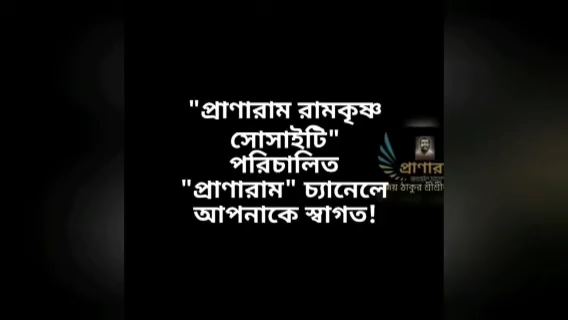 "প্রাণারাম রামকৃষ্ণ
সোসাইটি"
পরিচালিত
"প্রাণারাম" চ্যানেলে
আপনাকে স্বাগত!
প্রাণার